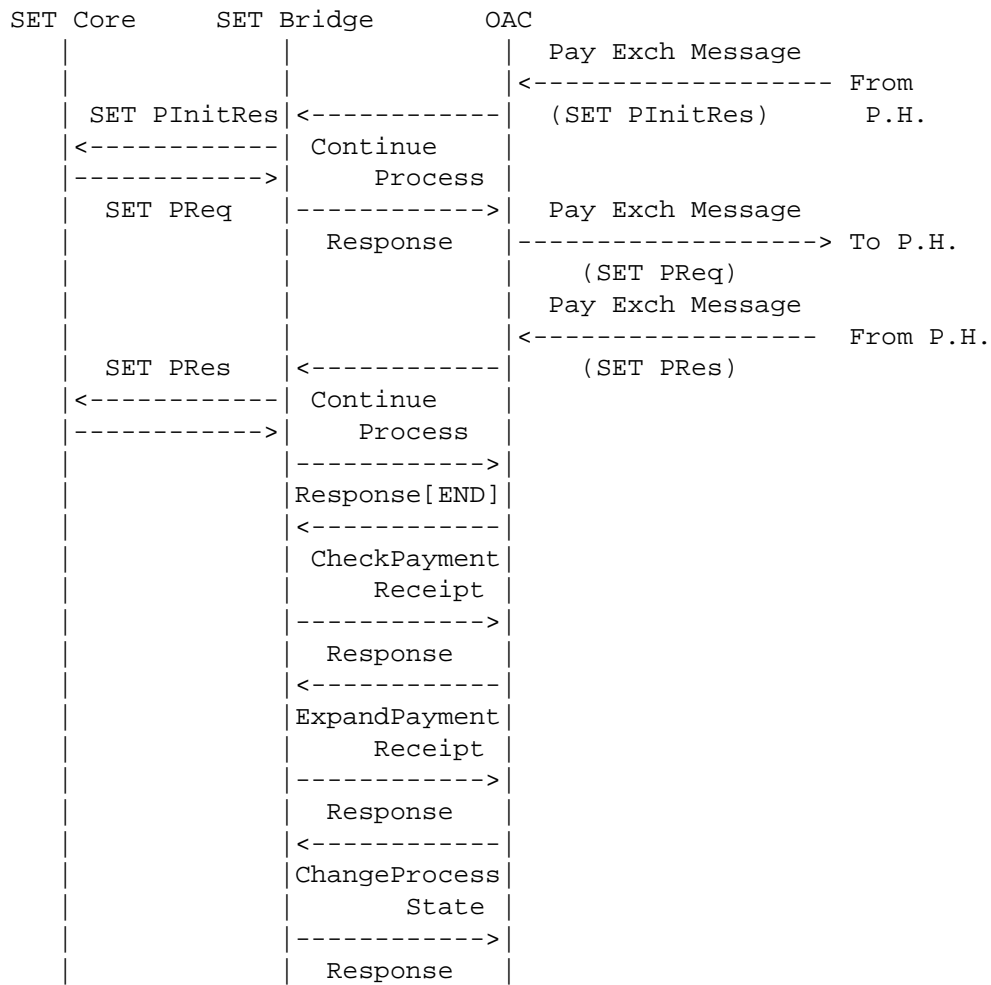 SET Core SET Bridge OAC
| | | Pay Exch Message
| | |<------------------- From
| SET PInitRes|<------------| (SET PInitRes) P.H.
|<------------| Continue |
|------------>| Process |
| SET PReq |------------>| Pay Exch Message
| | Response |-------------------> To P.H.
| | | (SET PReq)
| | | Pay Exch Message
| | |<------------------ From P.H.
| SET PRes |<------------| (SET PRes)
|<------------| Continue |
|------------>| Process |
| |------------>|
| |Response[END]|
| |<------------|
| | CheckPayment|
| | Receipt |
| |------------>|
| | Response |
| |<------------|
| |ExpandPayment|
| | Receipt |
| |------------>|
| | Response |
| |<------------|
| |ChangeProcess|
| | State |
| |------------>|
| | Response |